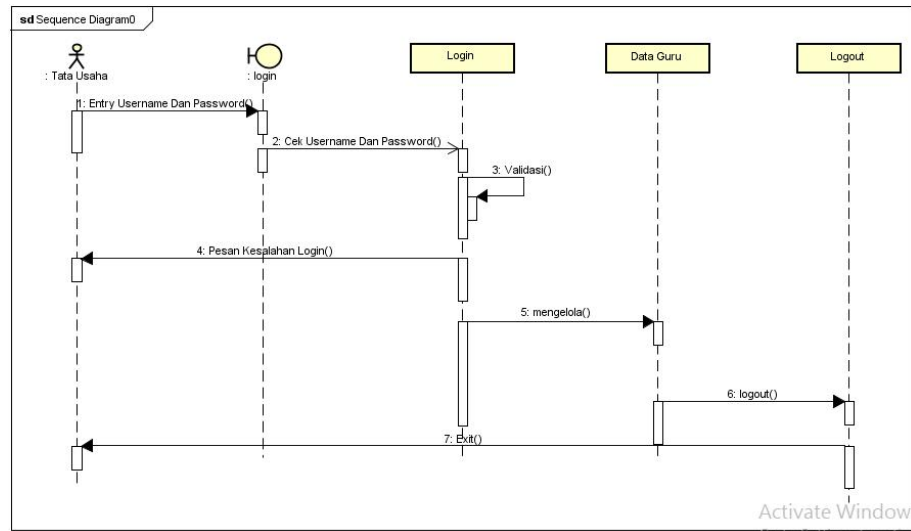 sd Sequence Diagram0
: Tata Usaha
: login
Login
Data Guru
Logout
1: Entry Username Dan Password()
2: Cek Username Dan Password()
3: Validasi()
4: Pesan Kesalahan Login()
5: mengelola()
6: logout()
7: Exit()
Activate Window